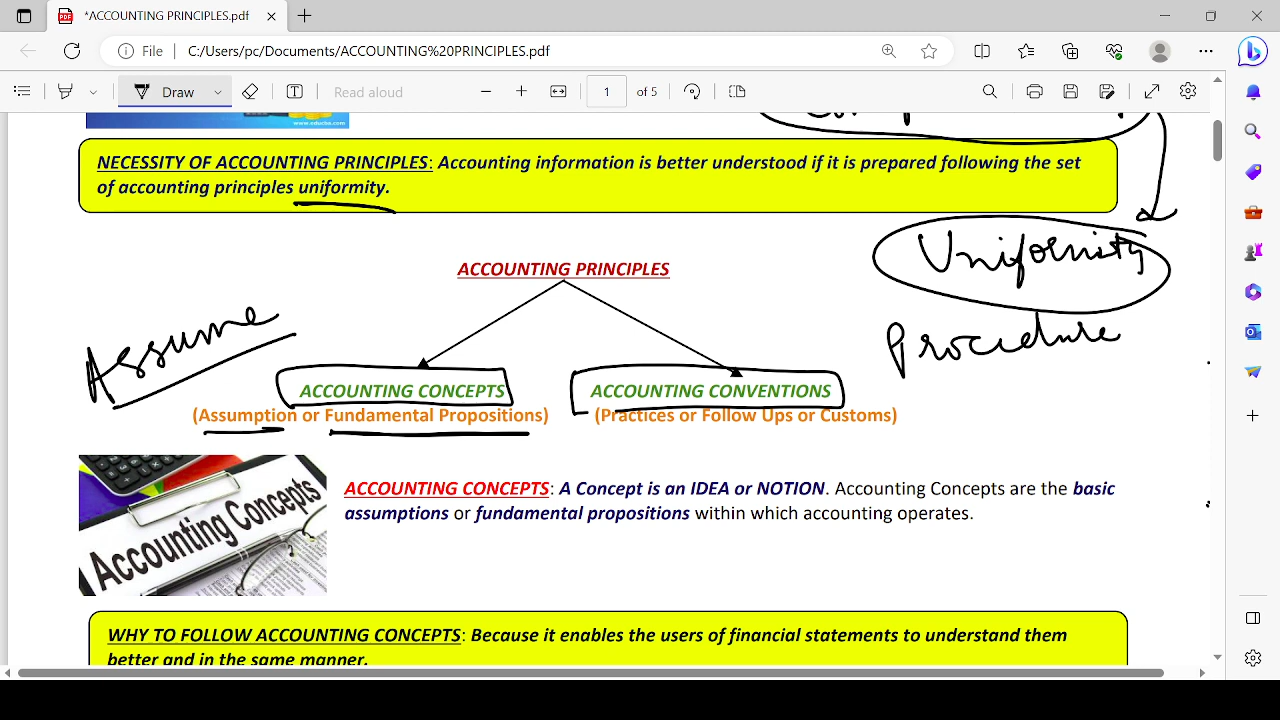 *ACCOUNTING PRINCIPLES.pdf
File C:/Users/pc/Documents/ACCOUNTING%20PRINCIPLES.pdf
Draw Read aloud 1 of 5
www.educba.com
NECESSITY OF ACCOUNTING PRINCIPLES: Accounting information is better understood if it is prepared following the set
of accounting principles uniformity.
Uniformity
ACCOUNTING PRINCIPLES
Assume
Procedure
ACCOUNTING CONCEPTS ACCOUNTING CONVENTIONS
(Assumption or Fundamental Propositions) (Practices or Follow Ups or Customs)
Accounting Concepts
ACCOUNTING CONCEPTS: A Concept is an IDEA or NOTION. Accounting Concepts are the basic
assumptions or fundamental propositions within which accounting operates.
WHY TO FOLLOW ACCOUNTING CONCEPTS: Because it enables the users of financial statements to understand them
better and in the same manner.